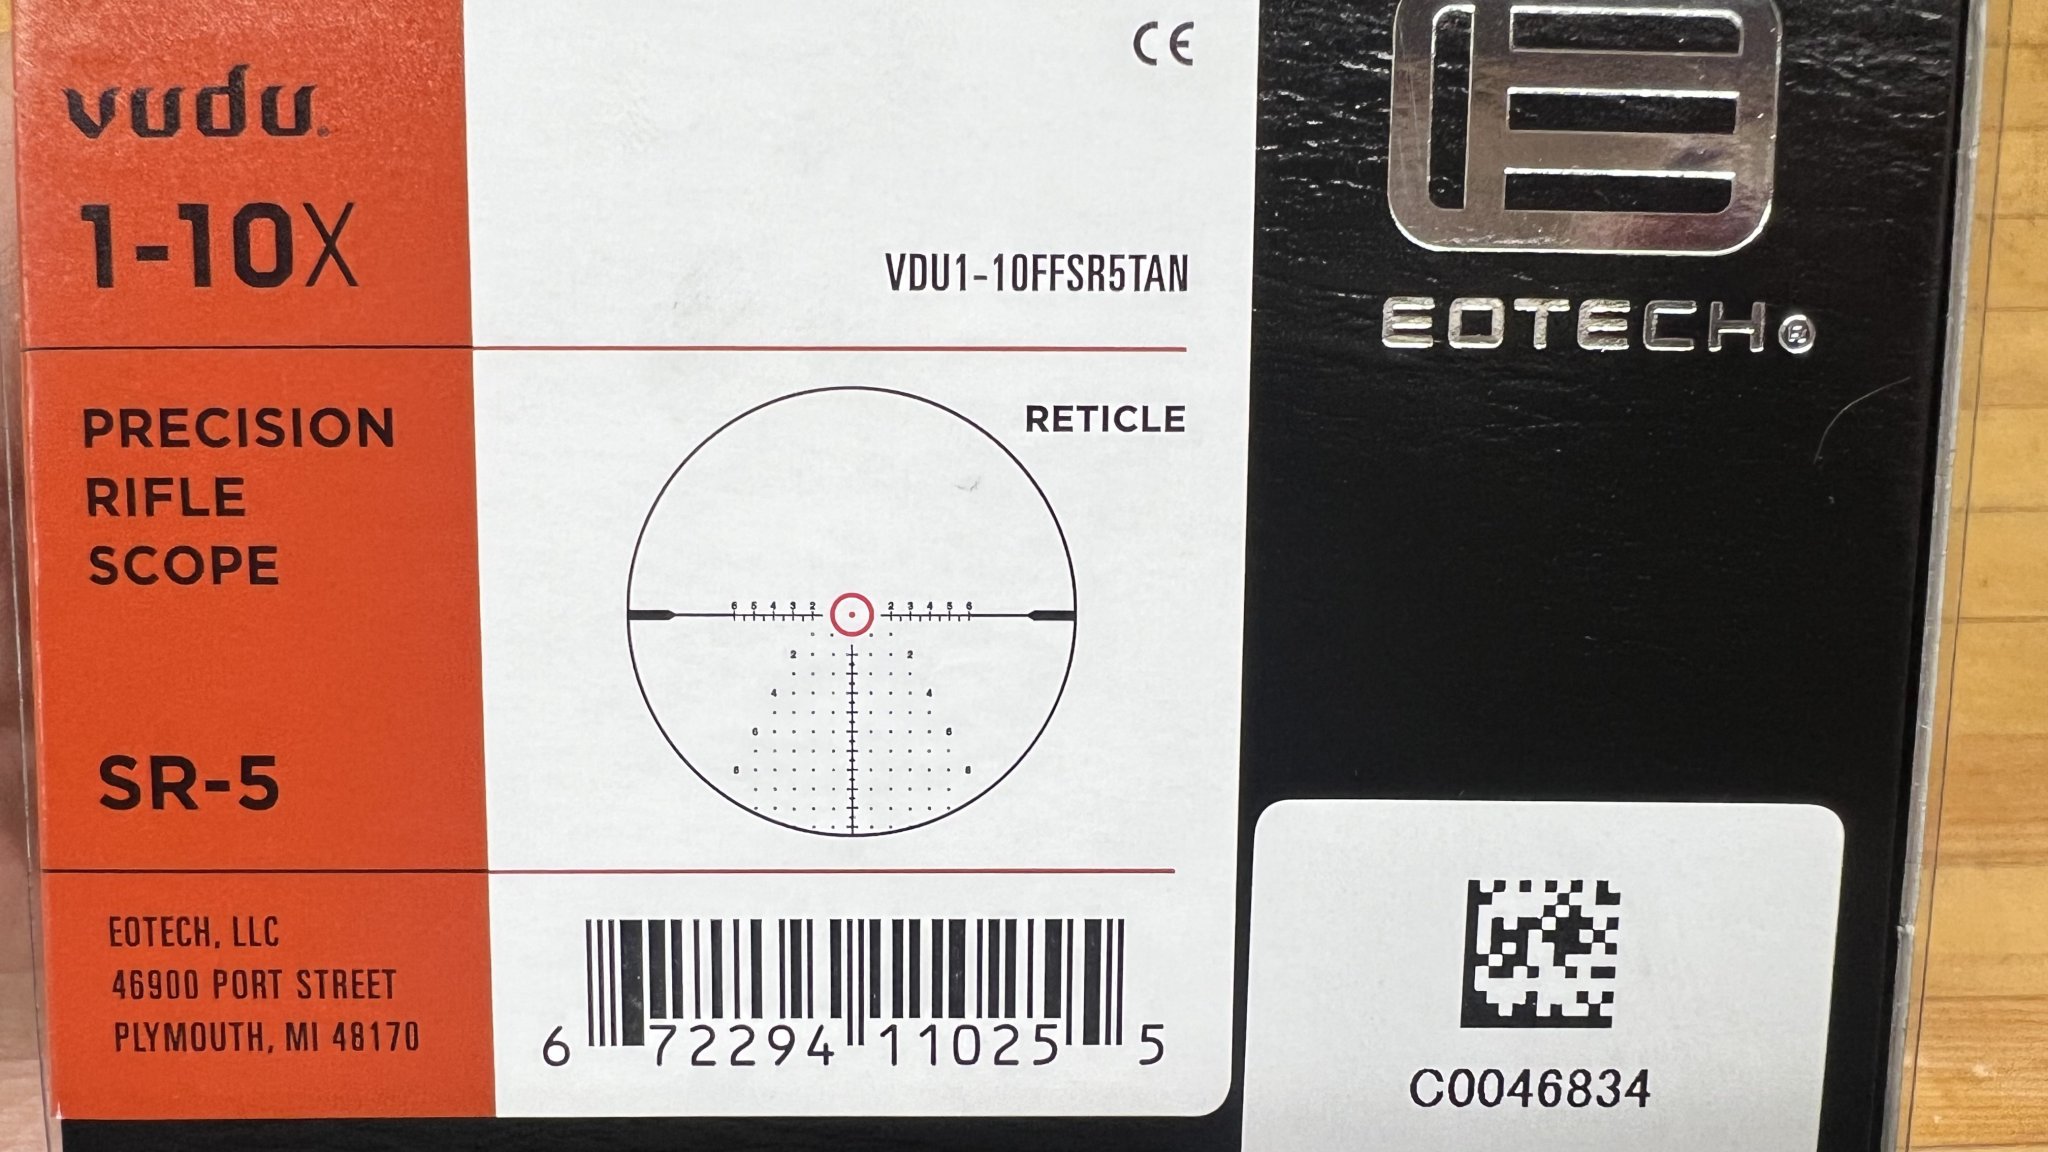 vudu®
1-10X
CE
VDU1-10FFSR5TAN
EOTECH®
PRECISION
RIFLE
SCOPE
SR-5
RETICLE
6 5 4 3 2 2 3 4 5 6
2 2
4 4
6 6
8 8
EOTECH, LLC
46900 PORT STREET
PLYMOUTH, MI 48170
6 72294 11025 5
C0046834